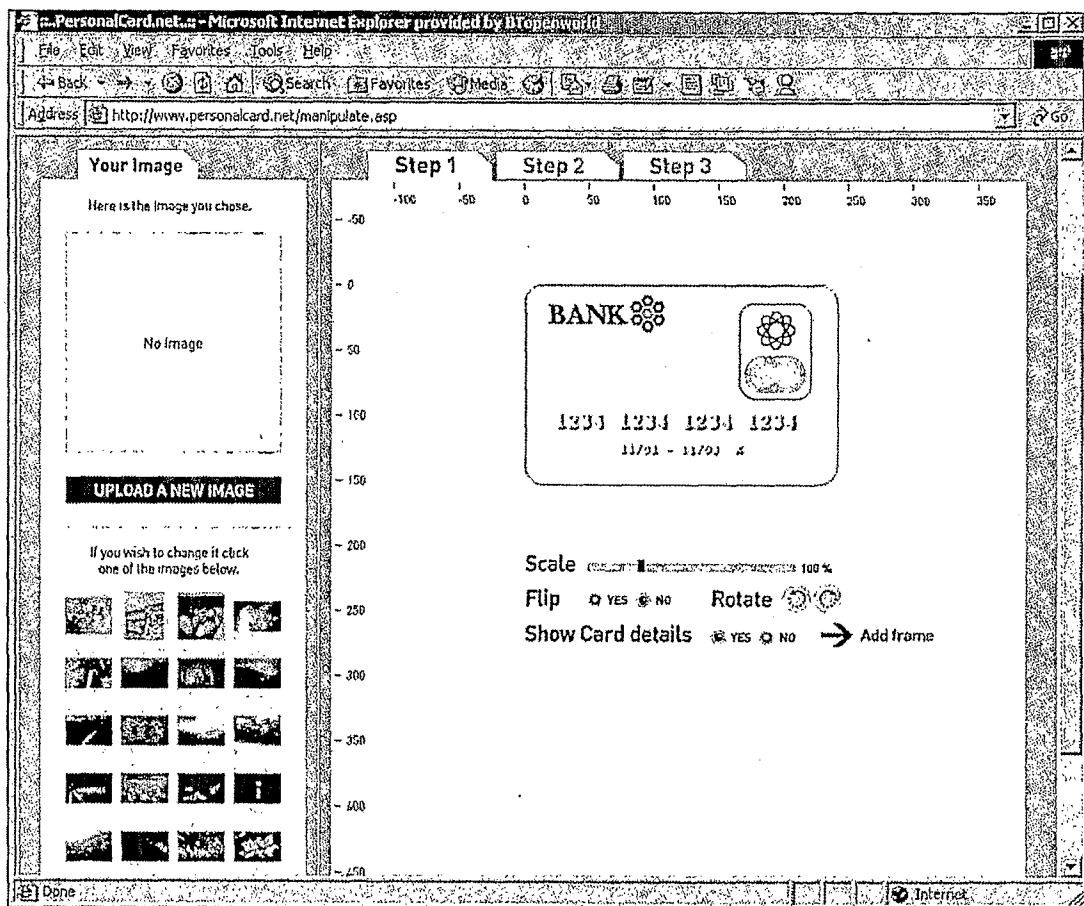 ::..PersonalCard.net..:: - Microsoft Internet Explorer provided by BTopenworld
File Edit View Favorites Tools Help
Back Search Favorites Media
Address http://www.personalcard.net/manipulate.asp Go
Your Image
Step 1 Step 2 Step 3
Here is the image you chose.
-100 -50 0 50 100 150 200 250 300 350
-50
0
50
100
150
200
250
300
350
400
450
No Image
BANK
1234 1234 1234 1234
11/01 - 11/03
UPLOAD A NEW IMAGE
If you wish to change it click
one of the images below.
Scale 100 %
Flip YES NO Rotate
Show Card details YES NO Add frame
Done Internet